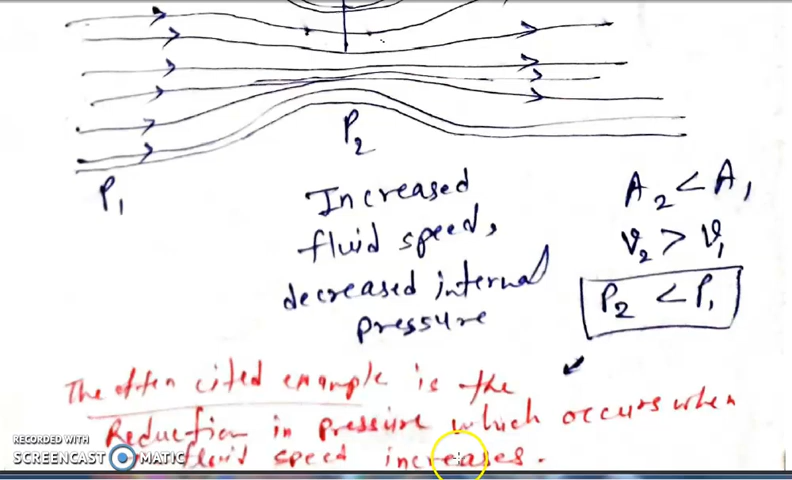 P2
P1
Increased
fluid speed,
decreased internal
pressure
A2 < A1
v2 > v1
P2 < P1
The often cited example is the
Reduction in pressure which occurs when
fluid speed increases.
RECORDED WITH
SCREENCAST MATIC